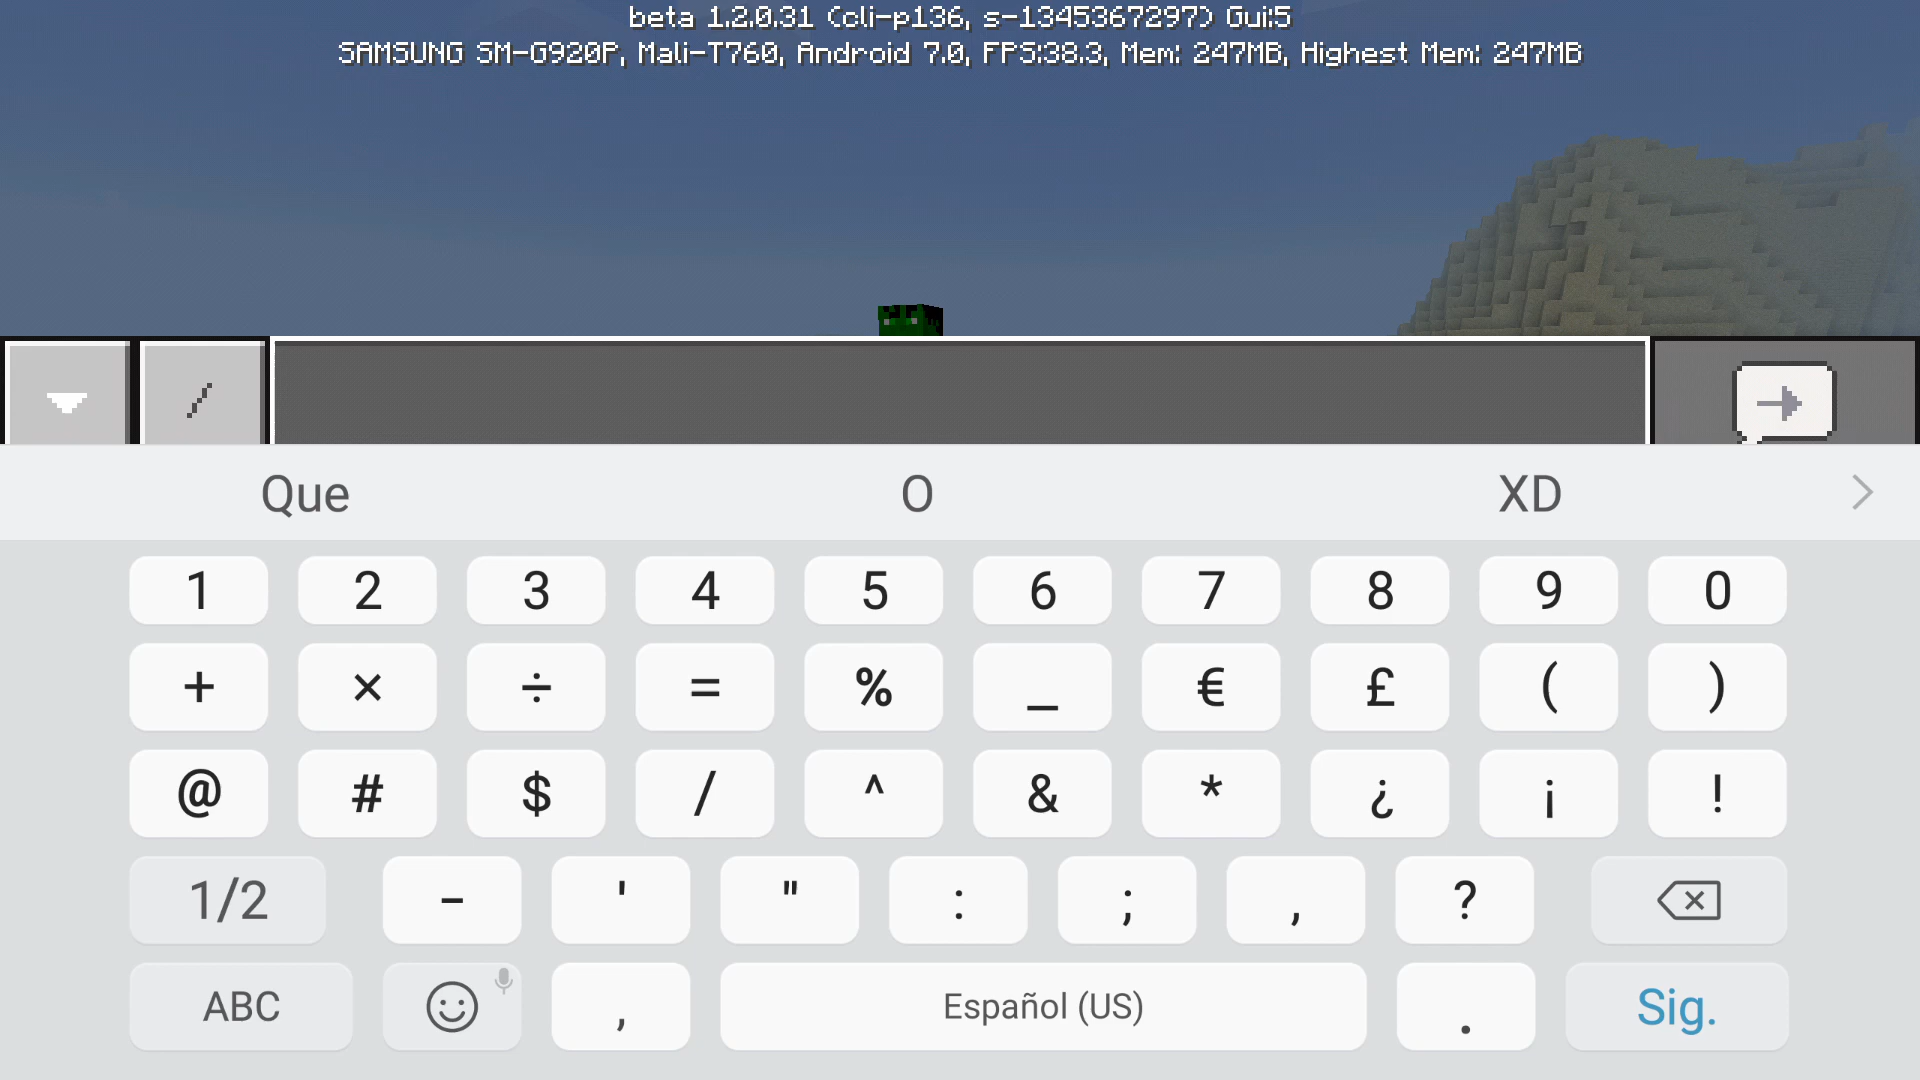 beta 1.2.0.31 (cli-p136, s-1345367297) Gui:5
SAMSUNG SM-G920P, Mali-T760, Android 7.0, FPS:38.3, Mem: 247MB, Highest Mem: 247MB
/
Que O XD
1 2 3 4 5 6 7 8 9 0
+ × ÷ = % _ € £ ( )
@ # $ / ^ & * ¿ ¡ !
1/2 - ' " : ; , ?
ABC , Español (US) . Sig.